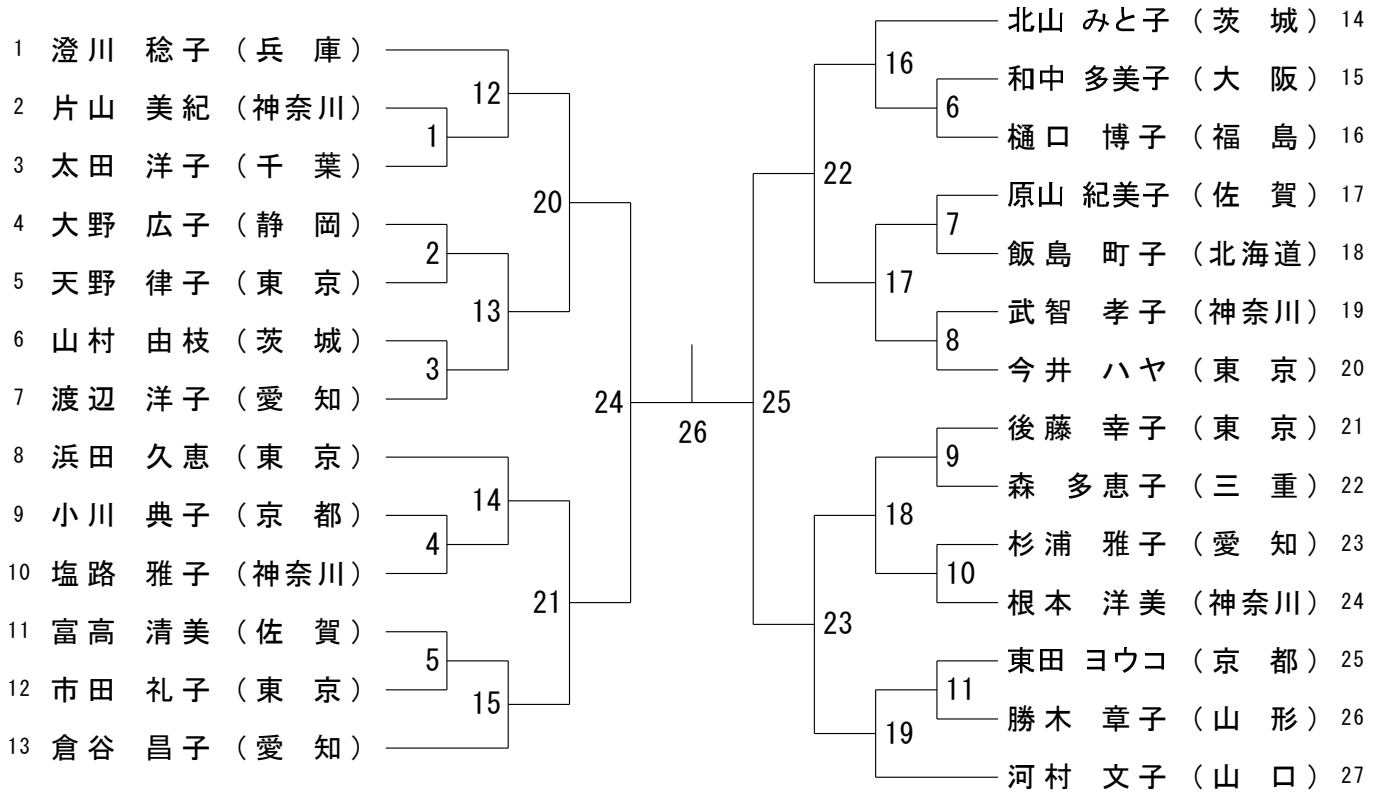 1 澄川 稔子 (兵 庫)
2 片山 美紀 (神奈川)
3 太田 洋子 (千 葉)
4 大野 広子 (静 岡)
5 天野 律子 (東 京)
6 山村 由枝 (茨 城)
7 渡辺 洋子 (愛 知)
8 浜田 久恵 (東 京)
9 小川 典子 (京 都)
10 塩路 雅子 (神奈川)
11 富高 清美 (佐 賀)
12 市田 礼子 (東 京)
13 倉谷 昌子 (愛 知)
12
1
20
2
13
3
24
14
4
21
5
15
26
25
16
6
22
7
17
8
9
18
10
23
11
19
北山 みと子 (茨 城) 14
和中 多美子 (大 阪) 15
樋口 博子 (福 島) 16
原山 紀美子 (佐 賀) 17
飯島 町子 (北海道) 18
武智 孝子 (神奈川) 19
今井 ハヤ (東 京) 20
後藤 幸子 (東 京) 21
森 多恵子 (三 重) 22
杉浦 雅子 (愛 知) 23
根本 洋美 (神奈川) 24
東田 ヨウコ (京 都) 25
勝木 章子 (山 形) 26
河村 文子 (山 口) 27